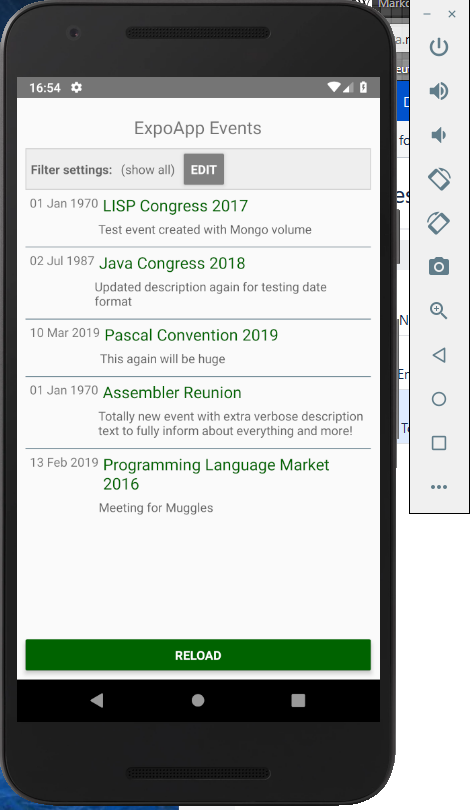 Marko
16:54
ExpoApp Events
Filter settings: (show all) EDIT
01 Jan 1970 LISP Congress 2017
Test event created with Mongo volume
02 Jul 1987 Java Congress 2018
Updated description again for testing date
format
10 Mar 2019 Pascal Convention 2019
This again will be huge
01 Jan 1970 Assembler Reunion
Totally new event with extra verbose description
text to fully inform about everything and more!
13 Feb 2019 Programming Language Market
2016
Meeting for Muggles
RELOAD